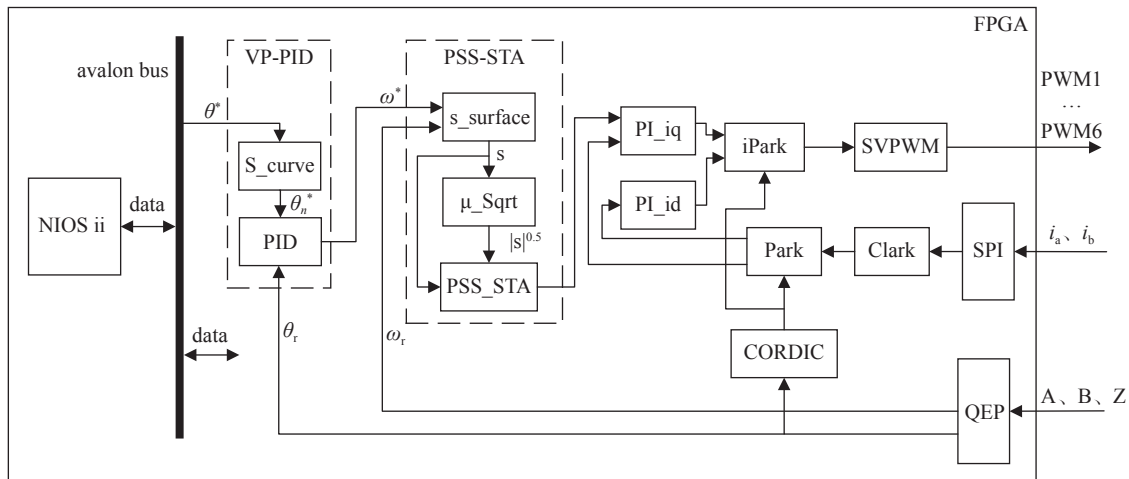 FPGA
VP-PID
PSS-STA
avalon bus
PWM1
…
PWM6
θ*
ω*
s_surface
PI_iq
iPark
SVPWM
S_curve
s
θn*
μ_Sqrt
PI_id
NIOS ii
data
PID
|s|0.5
Park
Clark
SPI
ia、ib
PSS_STA
data
θr
ωr
CORDIC
QEP
A、B、Z